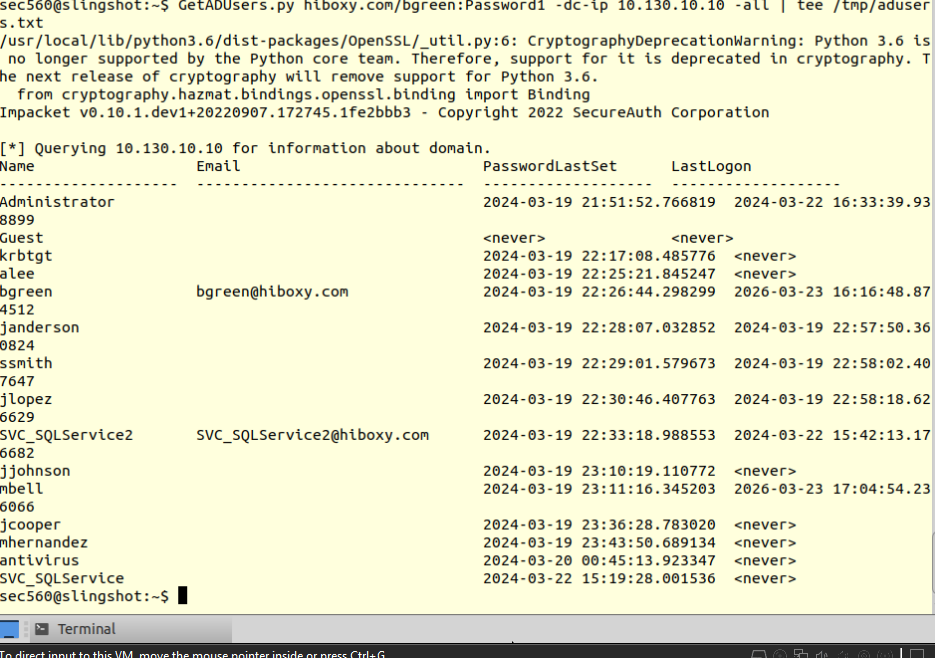 sec560@slingshot:~$ GetADUsers.py hiboxy.com/bgreen:Password1 -dc-ip 10.130.10.10 -all | tee /tmp/aduser
s.txt
/usr/local/lib/python3.6/dist-packages/OpenSSL/_util.py:6: CryptographyDeprecationWarning: Python 3.6 is
 no longer supported by the Python core team. Therefore, support for it is deprecated in cryptography. T
he next release of cryptography will remove support for Python 3.6.
  from cryptography.hazmat.bindings.openssl.binding import Binding
Impacket v0.10.1.dev1+20220907.172745.1fe2bbb3 - Copyright 2022 SecureAuth Corporation

[*] Querying 10.130.10.10 for information about domain.
Name                  Email                           PasswordLastSet      LastLogon
--------------------  ------------------------------  -------------------  -------------------
Administrator                                         2024-03-19 21:51:52.766819  2024-03-22 16:33:39.93
8899
Guest                                                 <never>              <never>
krbtgt                                                2024-03-19 22:17:08.485776  <never>
alee                                                  2024-03-19 22:25:21.845247  <never>
bgreen                bgreen@hiboxy.com               2024-03-19 22:26:44.298299  2026-03-23 16:16:48.87
4512
janderson                                             2024-03-19 22:28:07.032852  2024-03-19 22:57:50.36
0824
ssmith                                                2024-03-19 22:29:01.579673  2024-03-19 22:58:02.40
7647
jlopez                                                2024-03-19 22:30:46.407763  2024-03-19 22:58:18.62
6629
SVC_SQLService2       SVC_SQLService2@hiboxy.com      2024-03-19 22:33:18.988553  2024-03-22 15:42:13.17
6682
jjohnson                                              2024-03-19 23:10:19.110772  <never>
mbell                                                 2024-03-19 23:11:16.345203  2026-03-23 17:04:54.23
6066
jcooper                                               2024-03-19 23:36:28.783020  <never>
mhernandez                                            2024-03-19 23:43:50.689134  <never>
antivirus                                             2024-03-20 00:45:13.923347  <never>
SVC_SQLService                                        2024-03-22 15:19:28.001536  <never>
sec560@slingshot:~$
Terminal
To direct input to this VM, move the mouse pointer inside or press Ctrl+G.